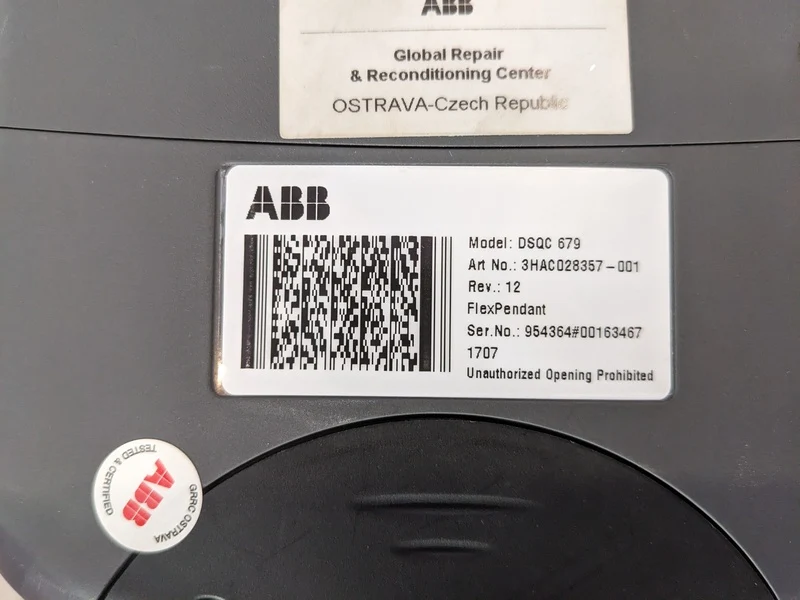 ABB
Global Repair
& Reconditioning Center
OSTRAVA-Czech Republic
ABB
Model: DSQC 679
Art No.: 3HAC028357-001
Rev.: 12
FlexPendant
Ser.No.: 954364#00163467
1707
Unauthorized Opening Prohibited
TESTED & CERTIFIED
ABB
GRRC OSTRAVA